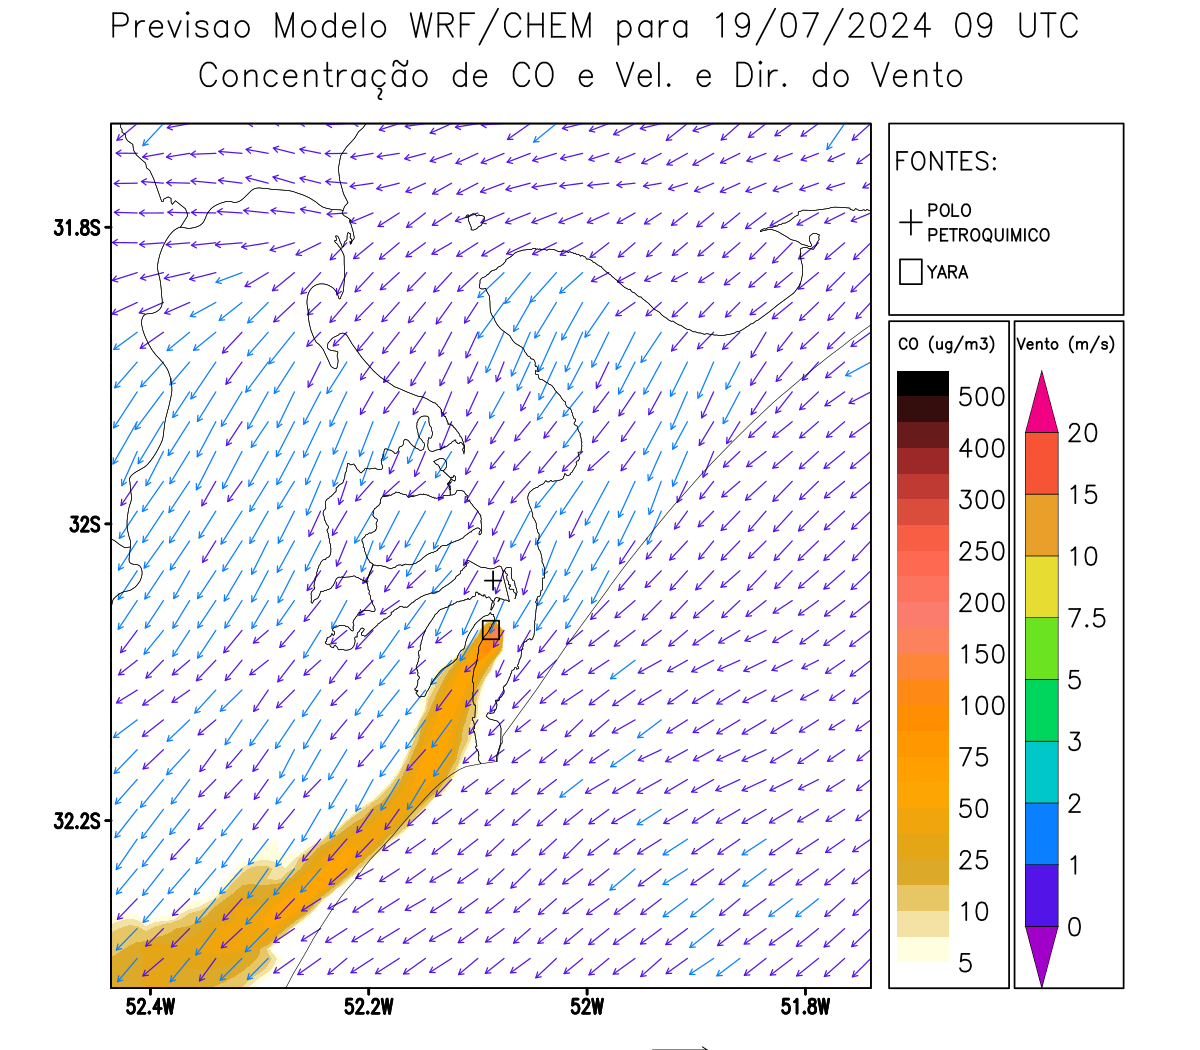 Previsao Modelo WRF/CHEM para 19/07/2024 09 UTC
Concentração de CO e Vel. e Dir. do Vento
FONTES:
POLO
PETROQUIMICO
YARA
CO (ug/m3)
500
400
300
250
200
150
100
75
50
25
10
5
Vento (m/s)
20
15
10
7.5
5
3
2
1
0
31.8S
32S
32.2S
52.4W 52.2W 52W 51.8W